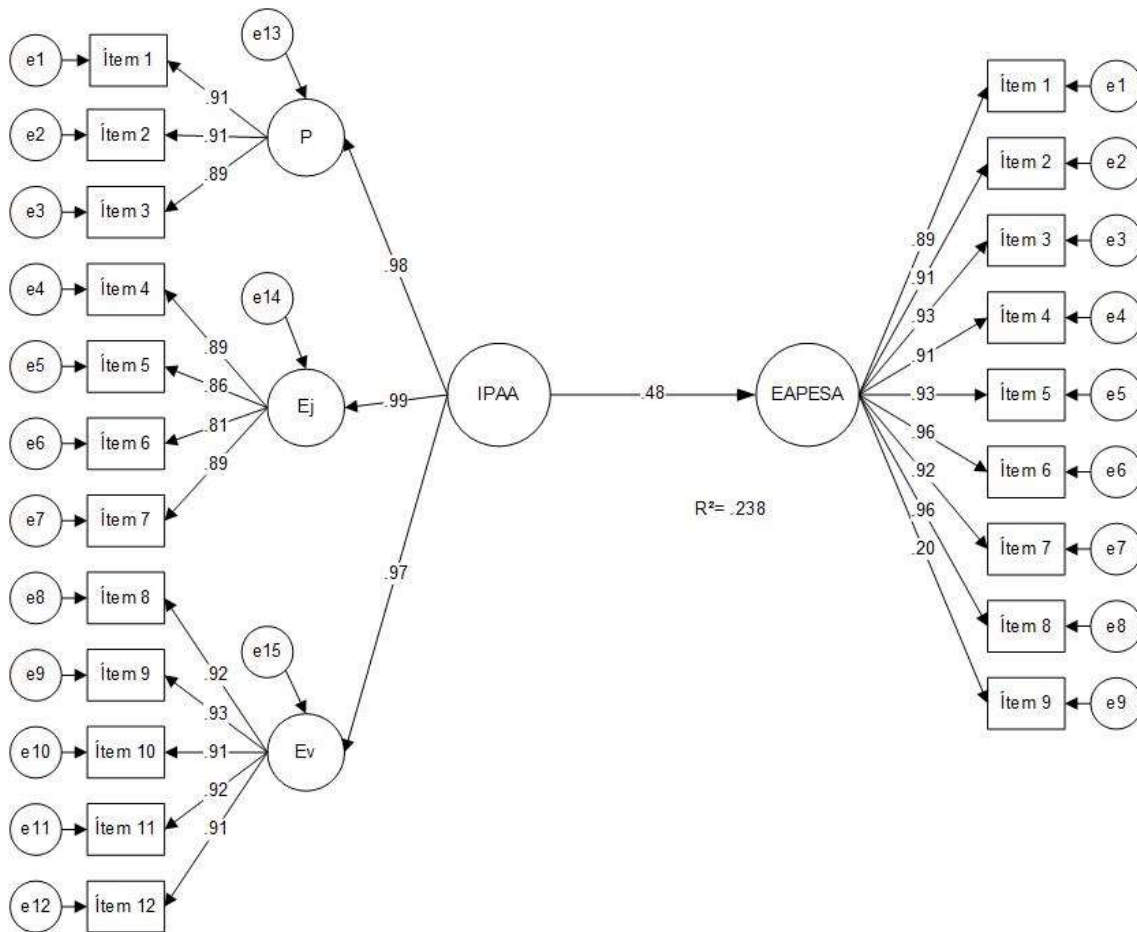 e13
e1 Ítem 1
.91
e2 Ítem 2
.91
P
.89
e3 Ítem 3
.98
e4 Ítem 4
e14
.89
e5 Ítem 5
.86
Ej
.99
.81
e6 Ítem 6
.89
e7 Ítem 7
IPAA
.48
EAPESA
R²= .238
.97
e8 Ítem 8
e15
.92
e9 Ítem 9
.93
e10 Ítem 10
.91
Ev
.92
e11 Ítem 11
.91
e12 Ítem 12
Ítem 1 e1
Ítem 2 e2
Ítem 3 e3
Ítem 4 e4
Ítem 5 e5
Ítem 6 e6
Ítem 7 e7
Ítem 8 e8
Ítem 9 e9
.89
.91
.93
.91
.93
.96
.92
.96
.20